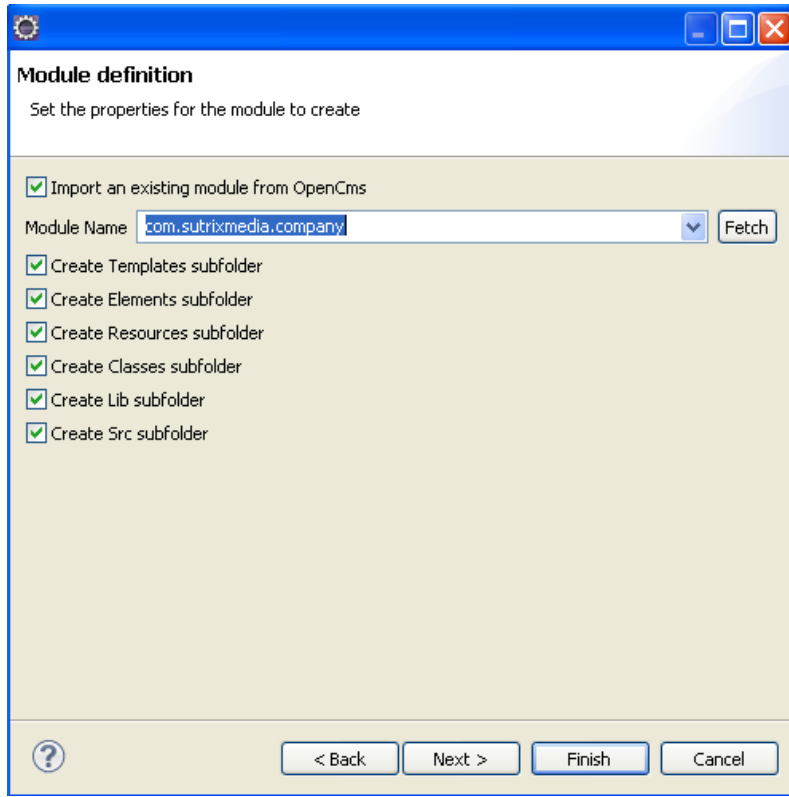 Module definition
Set the properties for the module to create
Import an existing module from OpenCms
Module Name com.sutrixmedia.company Fetch
Create Templates subfolder
Create Elements subfolder
Create Resources subfolder
Create Classes subfolder
Create Lib subfolder
Create Src subfolder
? < Back Next > Finish Cancel